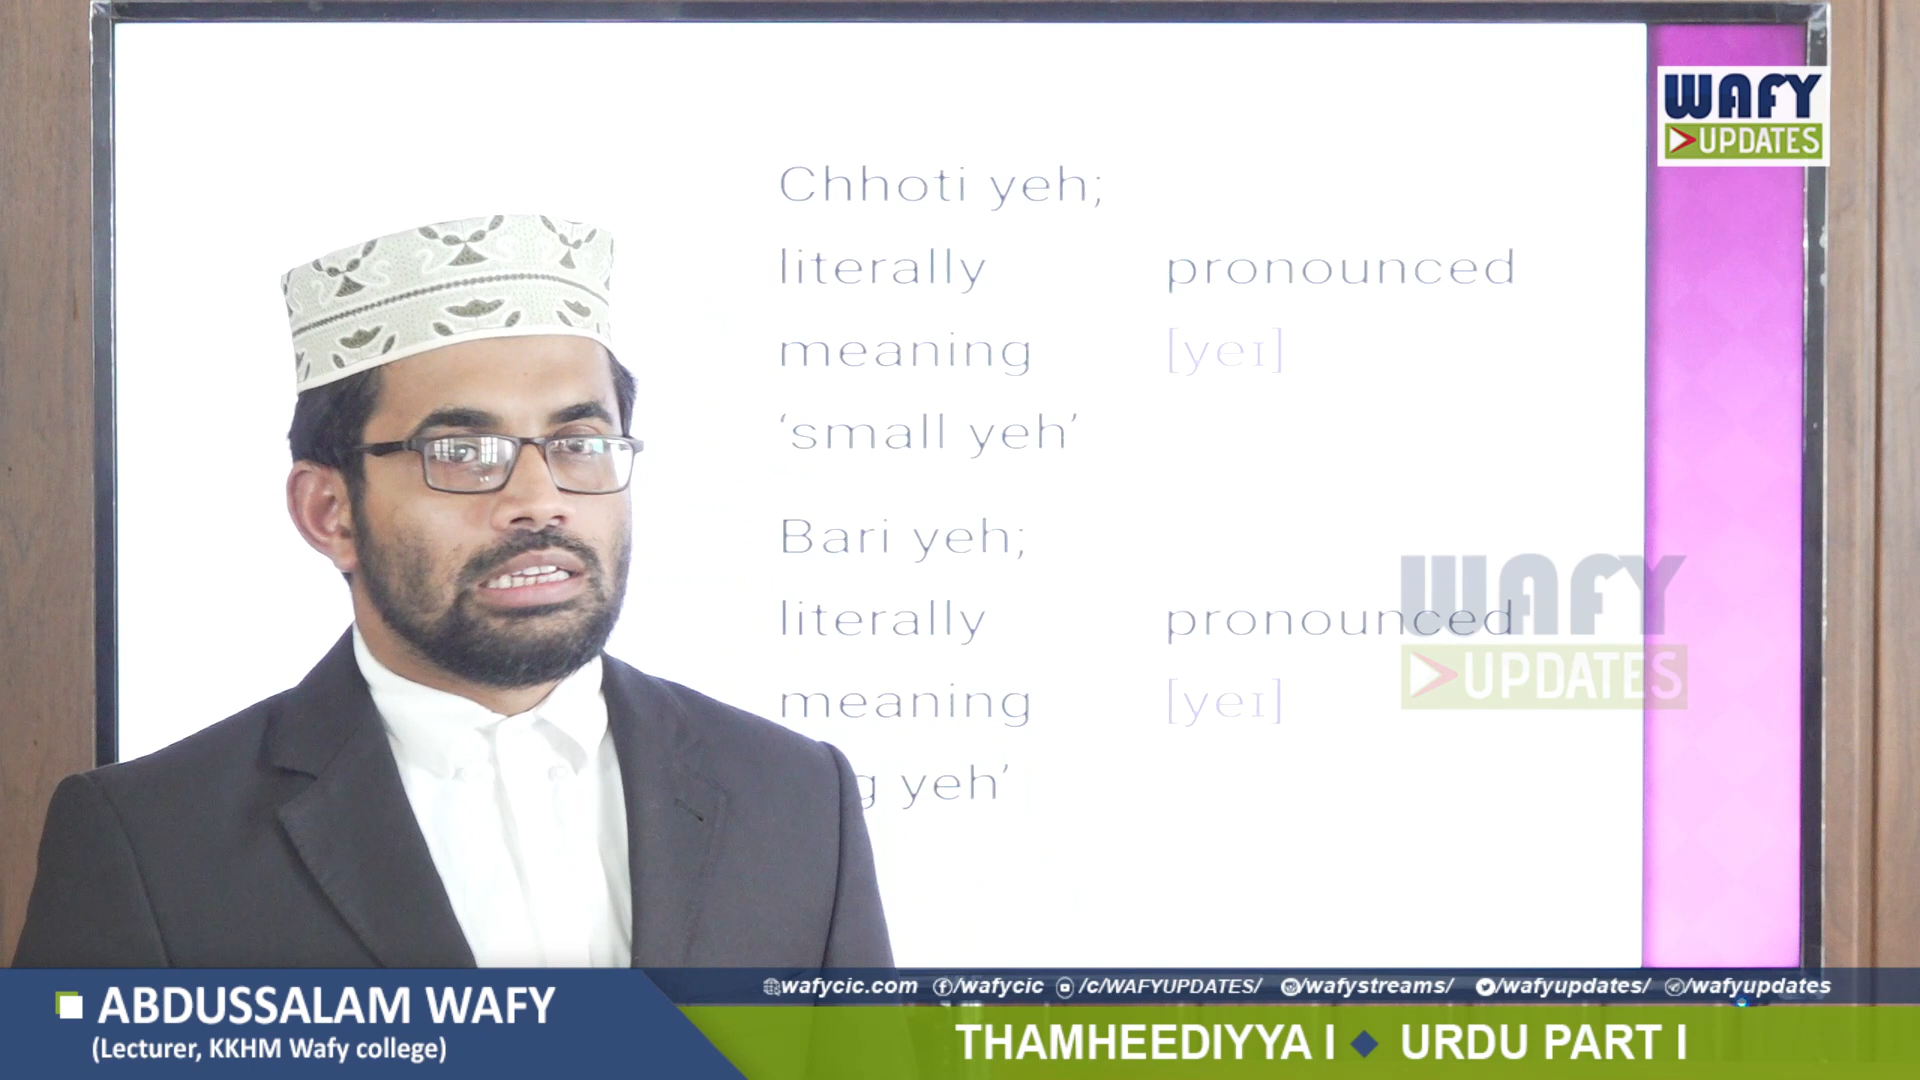 WAFY
UPDATES
Chhoti yeh;
literally pronounced
meaning [yeɪ]
‘small yeh’
Bari yeh;
literally pronounced
meaning [yeɪ]
yeh’
WAFY
UPDATES
wafycic.com /wafycic /c/WAFYUPDATES/ /wafystreams/ /wafyupdates/ /wafyupdates
ABDUSSALAM WAFY
(Lecturer, KKHM Wafy college)
THAMHEEDIYYA I ◆ URDU PART I